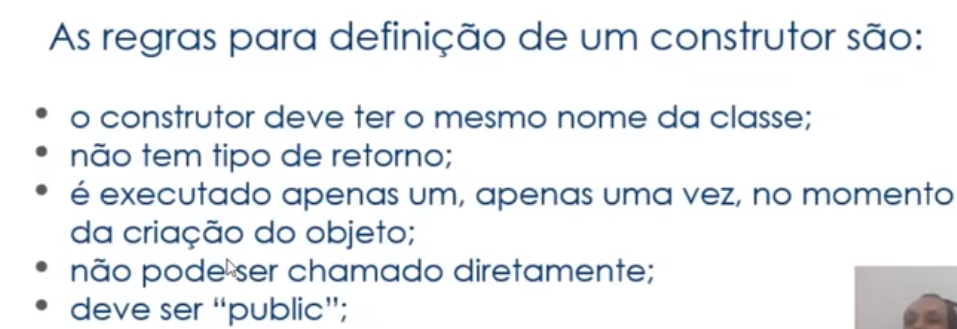 As regras para definição de um construtor são:
• o construtor deve ter o mesmo nome da classe;
• não tem tipo de retorno;
• é executado apenas um, apenas uma vez, no momento
da criação do objeto;
• não pode ser chamado diretamente;
• deve ser “public”;